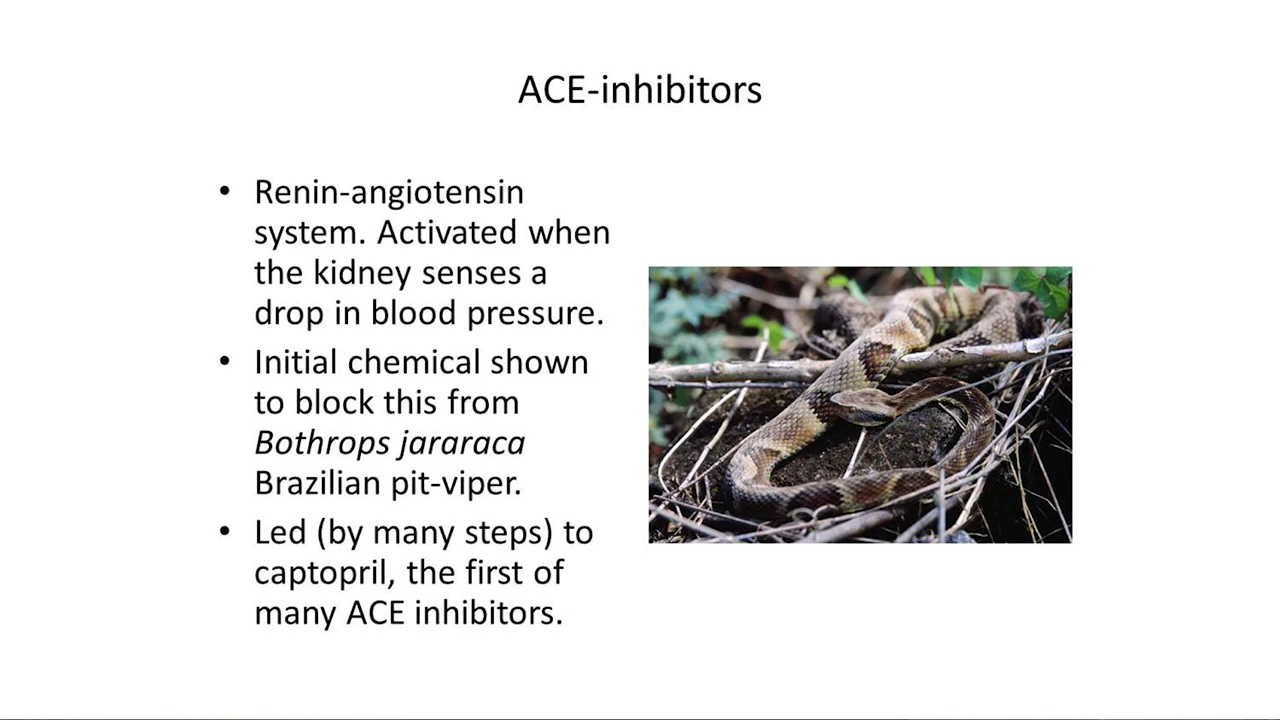 ACE-inhibitors
• Renin-angiotensin
system. Activated when
the kidney senses a
drop in blood pressure.
• Initial chemical shown
to block this from
Bothrops jararaca
Brazilian pit-viper.
• Led (by many steps) to
captopril, the first of
many ACE inhibitors.